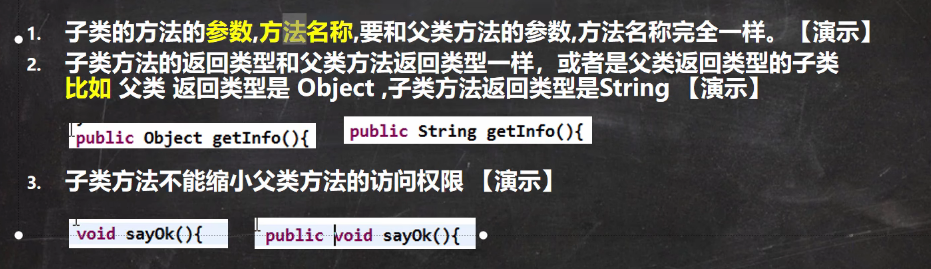 1. 子类的方法的参数,方法名称,要和父类方法的参数,方法名称完全一样。【演示】
2. 子类方法的返回类型和父类方法返回类型一样，或者是父类返回类型的子类
比如 父类 返回类型是 Object ,子类方法返回类型是String 【演示】
public Object getInfo(){ public String getInfo(){
3. 子类方法不能缩小父类方法的访问权限 【演示】
void sayOk(){ public void sayOk(){